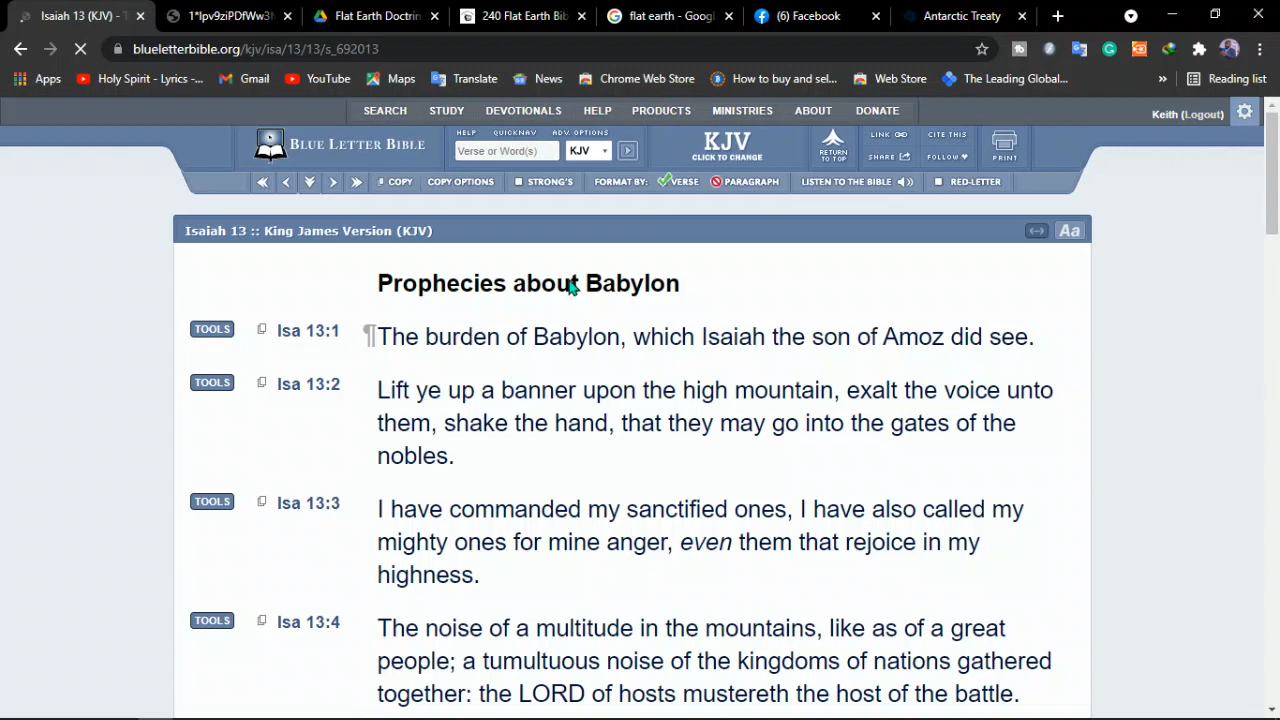 Isaiah 13 (KJV) - T
1*lpv9ziPDfWw3h
Flat Earth Doctrin
240 Flat Earth Bib
flat earth - Googl
(6) Facebook
Antarctic Treaty
blueletterbible.org/kjv/isa/13/13/s_692013
Apps
Holy Spirit - Lyrics -...
Gmail
YouTube
Maps
Translate
News
Chrome Web Store
How to buy and sel...
Web Store
The Leading Global...
»
Reading list
SEARCH STUDY DEVOTIONALS HELP PRODUCTS MINISTRIES ABOUT DONATE
Keith (Logout)
BLUE LETTER BIBLE
HELP QUICKNAV ADV. OPTIONS
Verse or Word(s)
KJV
KJV
CLICK TO CHANGE
RETURN
TO TOP
LINK
CITE THIS
SHARE
FOLLOW
PRINT
COPY COPY OPTIONS STRONG'S FORMAT BY: VERSE PARAGRAPH LISTEN TO THE BIBLE RED-LETTER
Isaiah 13 :: King James Version (KJV)
Aa
Prophecies about Babylon
TOOLS Isa 13:1 ¶The burden of Babylon, which Isaiah the son of Amoz did see.
TOOLS Isa 13:2 Lift ye up a banner upon the high mountain, exalt the voice unto
them, shake the hand, that they may go into the gates of the
nobles.
TOOLS Isa 13:3 I have commanded my sanctified ones, I have also called my
mighty ones for mine anger, even them that rejoice in my
highness.
TOOLS Isa 13:4 The noise of a multitude in the mountains, like as of a great
people; a tumultuous noise of the kingdoms of nations gathered
together: the LORD of hosts mustereth the host of the battle.